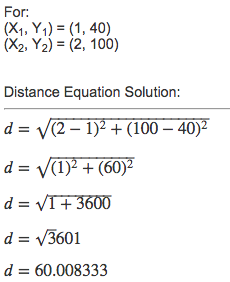 For:
(X₁, Y₁) = (1, 40)
(X₂, Y₂) = (2, 100)
Distance Equation Solution:
d = √(2 – 1)² + (100 – 40)²
d = √(1)² + (60)²
d = √1 + 3600
d = √3601
d = 60.008333